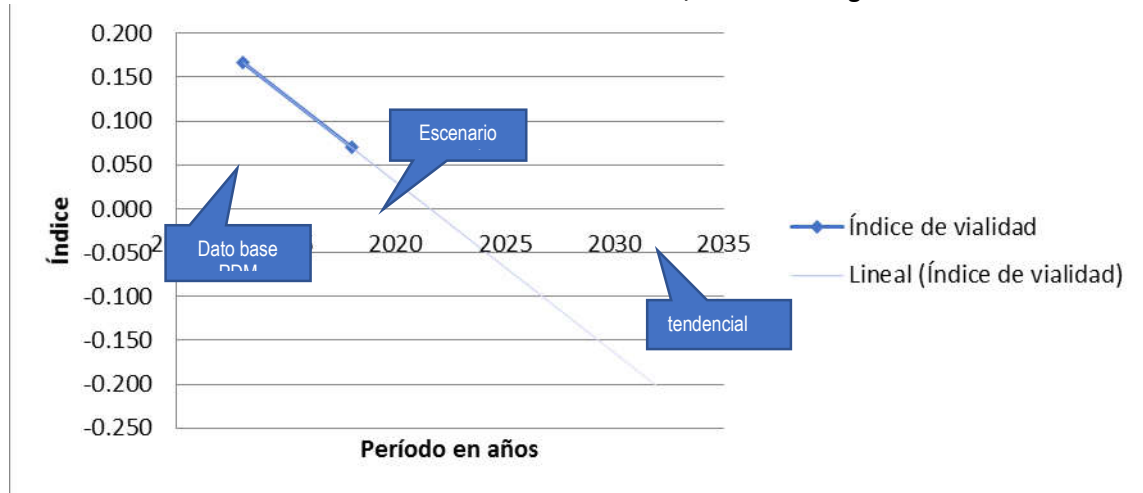 0.200
0.150
0.100
0.050
0.000
-0.050
-0.100
-0.150
-0.200
-0.250
Índice
Escenario
Dato base
2020 2025 2030 2035
tendencial
Período en años
Índice de vialidad
Lineal (Índice de vialidad)